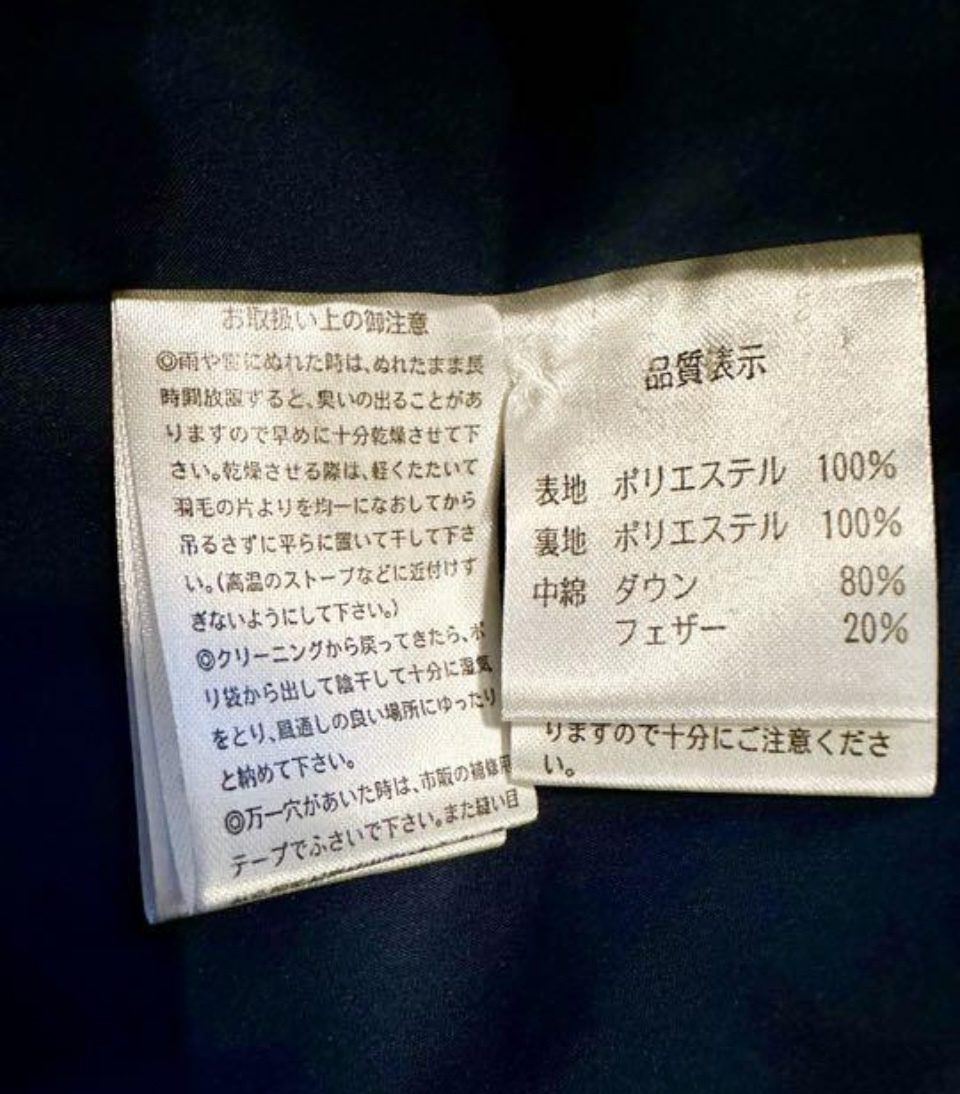 お取扱い上の御注意
◎雨や雪にぬれた時は、ぬれたまま長
時間放置すると、臭いの出ることがあ
りますので早めに十分乾燥させて下
さい。乾燥させる際は、軽くたたいて
羽毛の片よりを均一になおしてから
吊るさずに平らに置いて干して下さ
い。(高温のストーブなどに近付けす
ぎないようにして下さい。)
◎クリーニングから戻ってきたら、ポ
リ袋から出して陰干して十分に湿気
をとり、風通しの良い場所にゆったり
と納めて下さい。
◎万一穴があいた時は、市販の補修用
テープでふさいで下さい。また縫い目
品質表示
表地 ポリエステル 100%
裏地 ポリエステル 100%
中綿 ダウン 80%
フェザー 20%
りますので十分にご注意くださ
い。